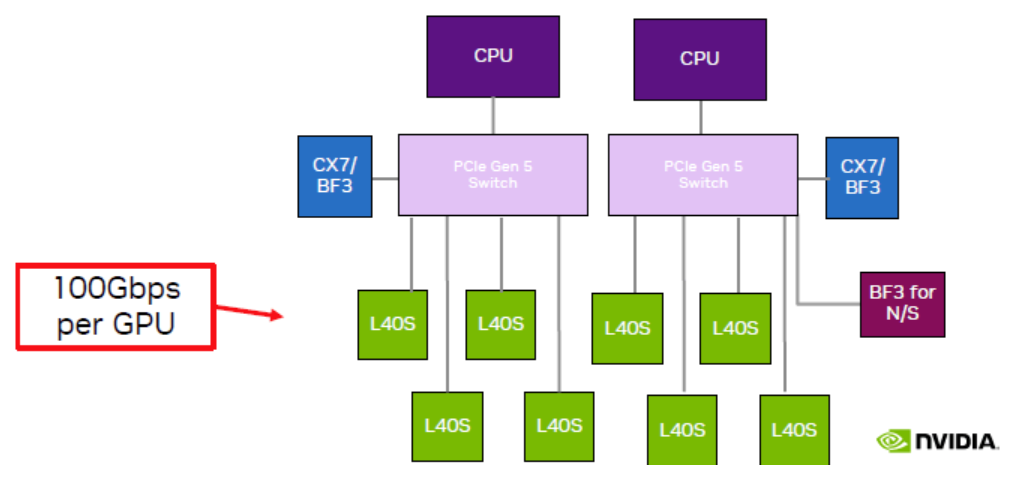 CPU
CPU
CX7/
BF3
PCIe Gen 5
Switch
PCIe Gen 5
Switch
CX7/
BF3
100Gbps
per GPU
BF3 for
N/S
L40S
L40S
L40S
L40S
L40S
L40S
L40S
L40S
NVIDIA.